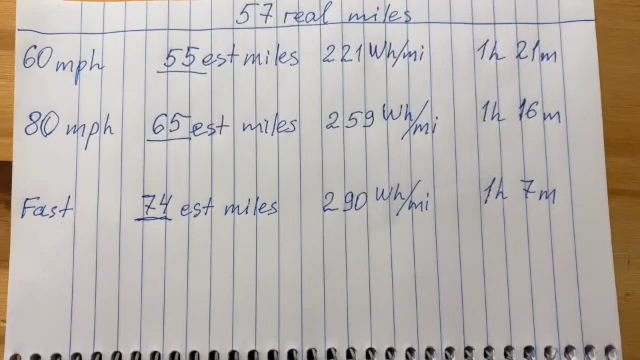 57 real miles
60 mph 55 est miles 221 Wh/mi 1h 21m
80 mph 65 est miles 259 Wh/mi 1h 16m
Fast 74 est miles 290 Wh/mi 1h 7m